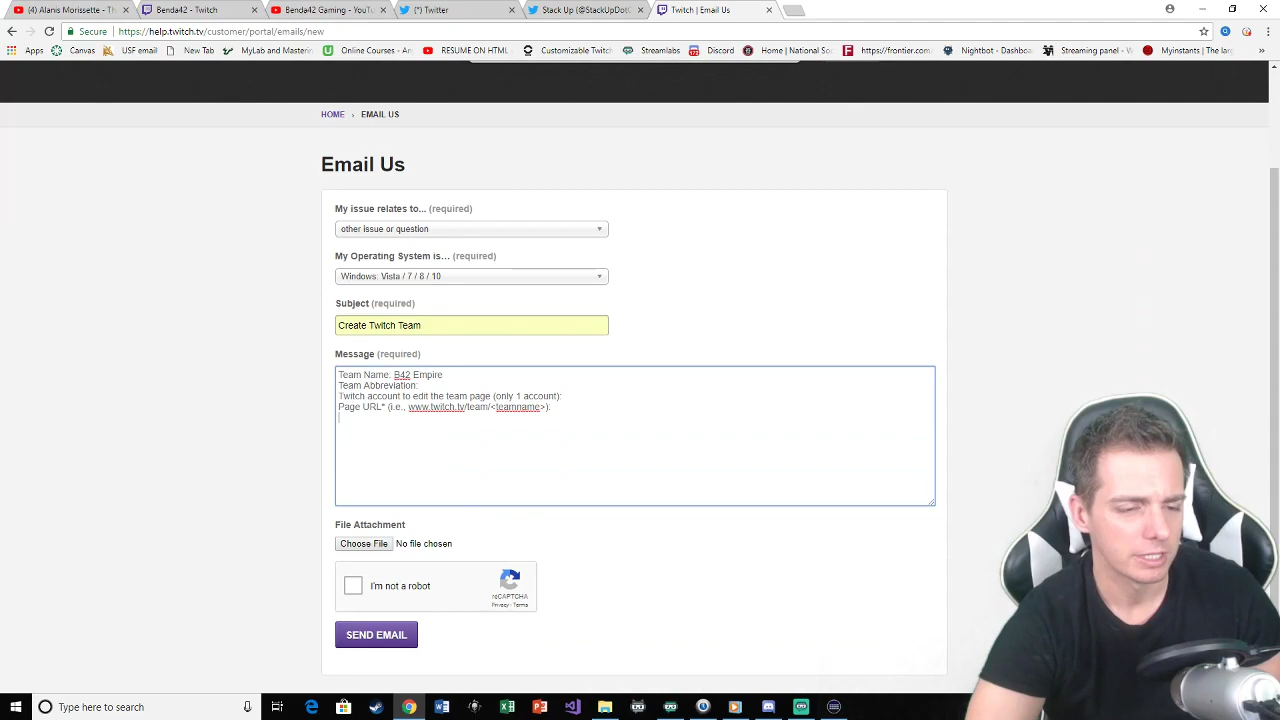 (4) Alanis Morissette - Th
Benda42 - Twitch
Benda42 Gaming - YouTu
(*) Twitter
Stack Up (@StackUpDotO
Twitch | Email Us
Secure | https://help.twitch.tv/customer/portal/emails/new
Apps
Canvas
USF email
New Tab
MyLab and Mastering
Online Courses - An
RESUME ON HTML
Customizable Twitch
Streamlabs
Discord
Home | National Soc
https://frontier.com
Nightbot - Dashboa
Streaming panel - W
Myinstants | The larg
HOME › EMAIL US
Email Us
My issue relates to... (required)
other issue or question
My Operating System is… (required)
Windows: Vista / 7 / 8 / 10
Subject (required)
Create Twitch Team
Message (required)
Team Name: B42 Empire
Team Abbreviation:
Twitch account to edit the team page (only 1 account):
Page URL* (i.e., www.twitch.tv/team/<teamname>):
File Attachment
Choose File No file chosen
I'm not a robot
reCAPTCHA
Privacy - Terms
SEND EMAIL
Type here to search